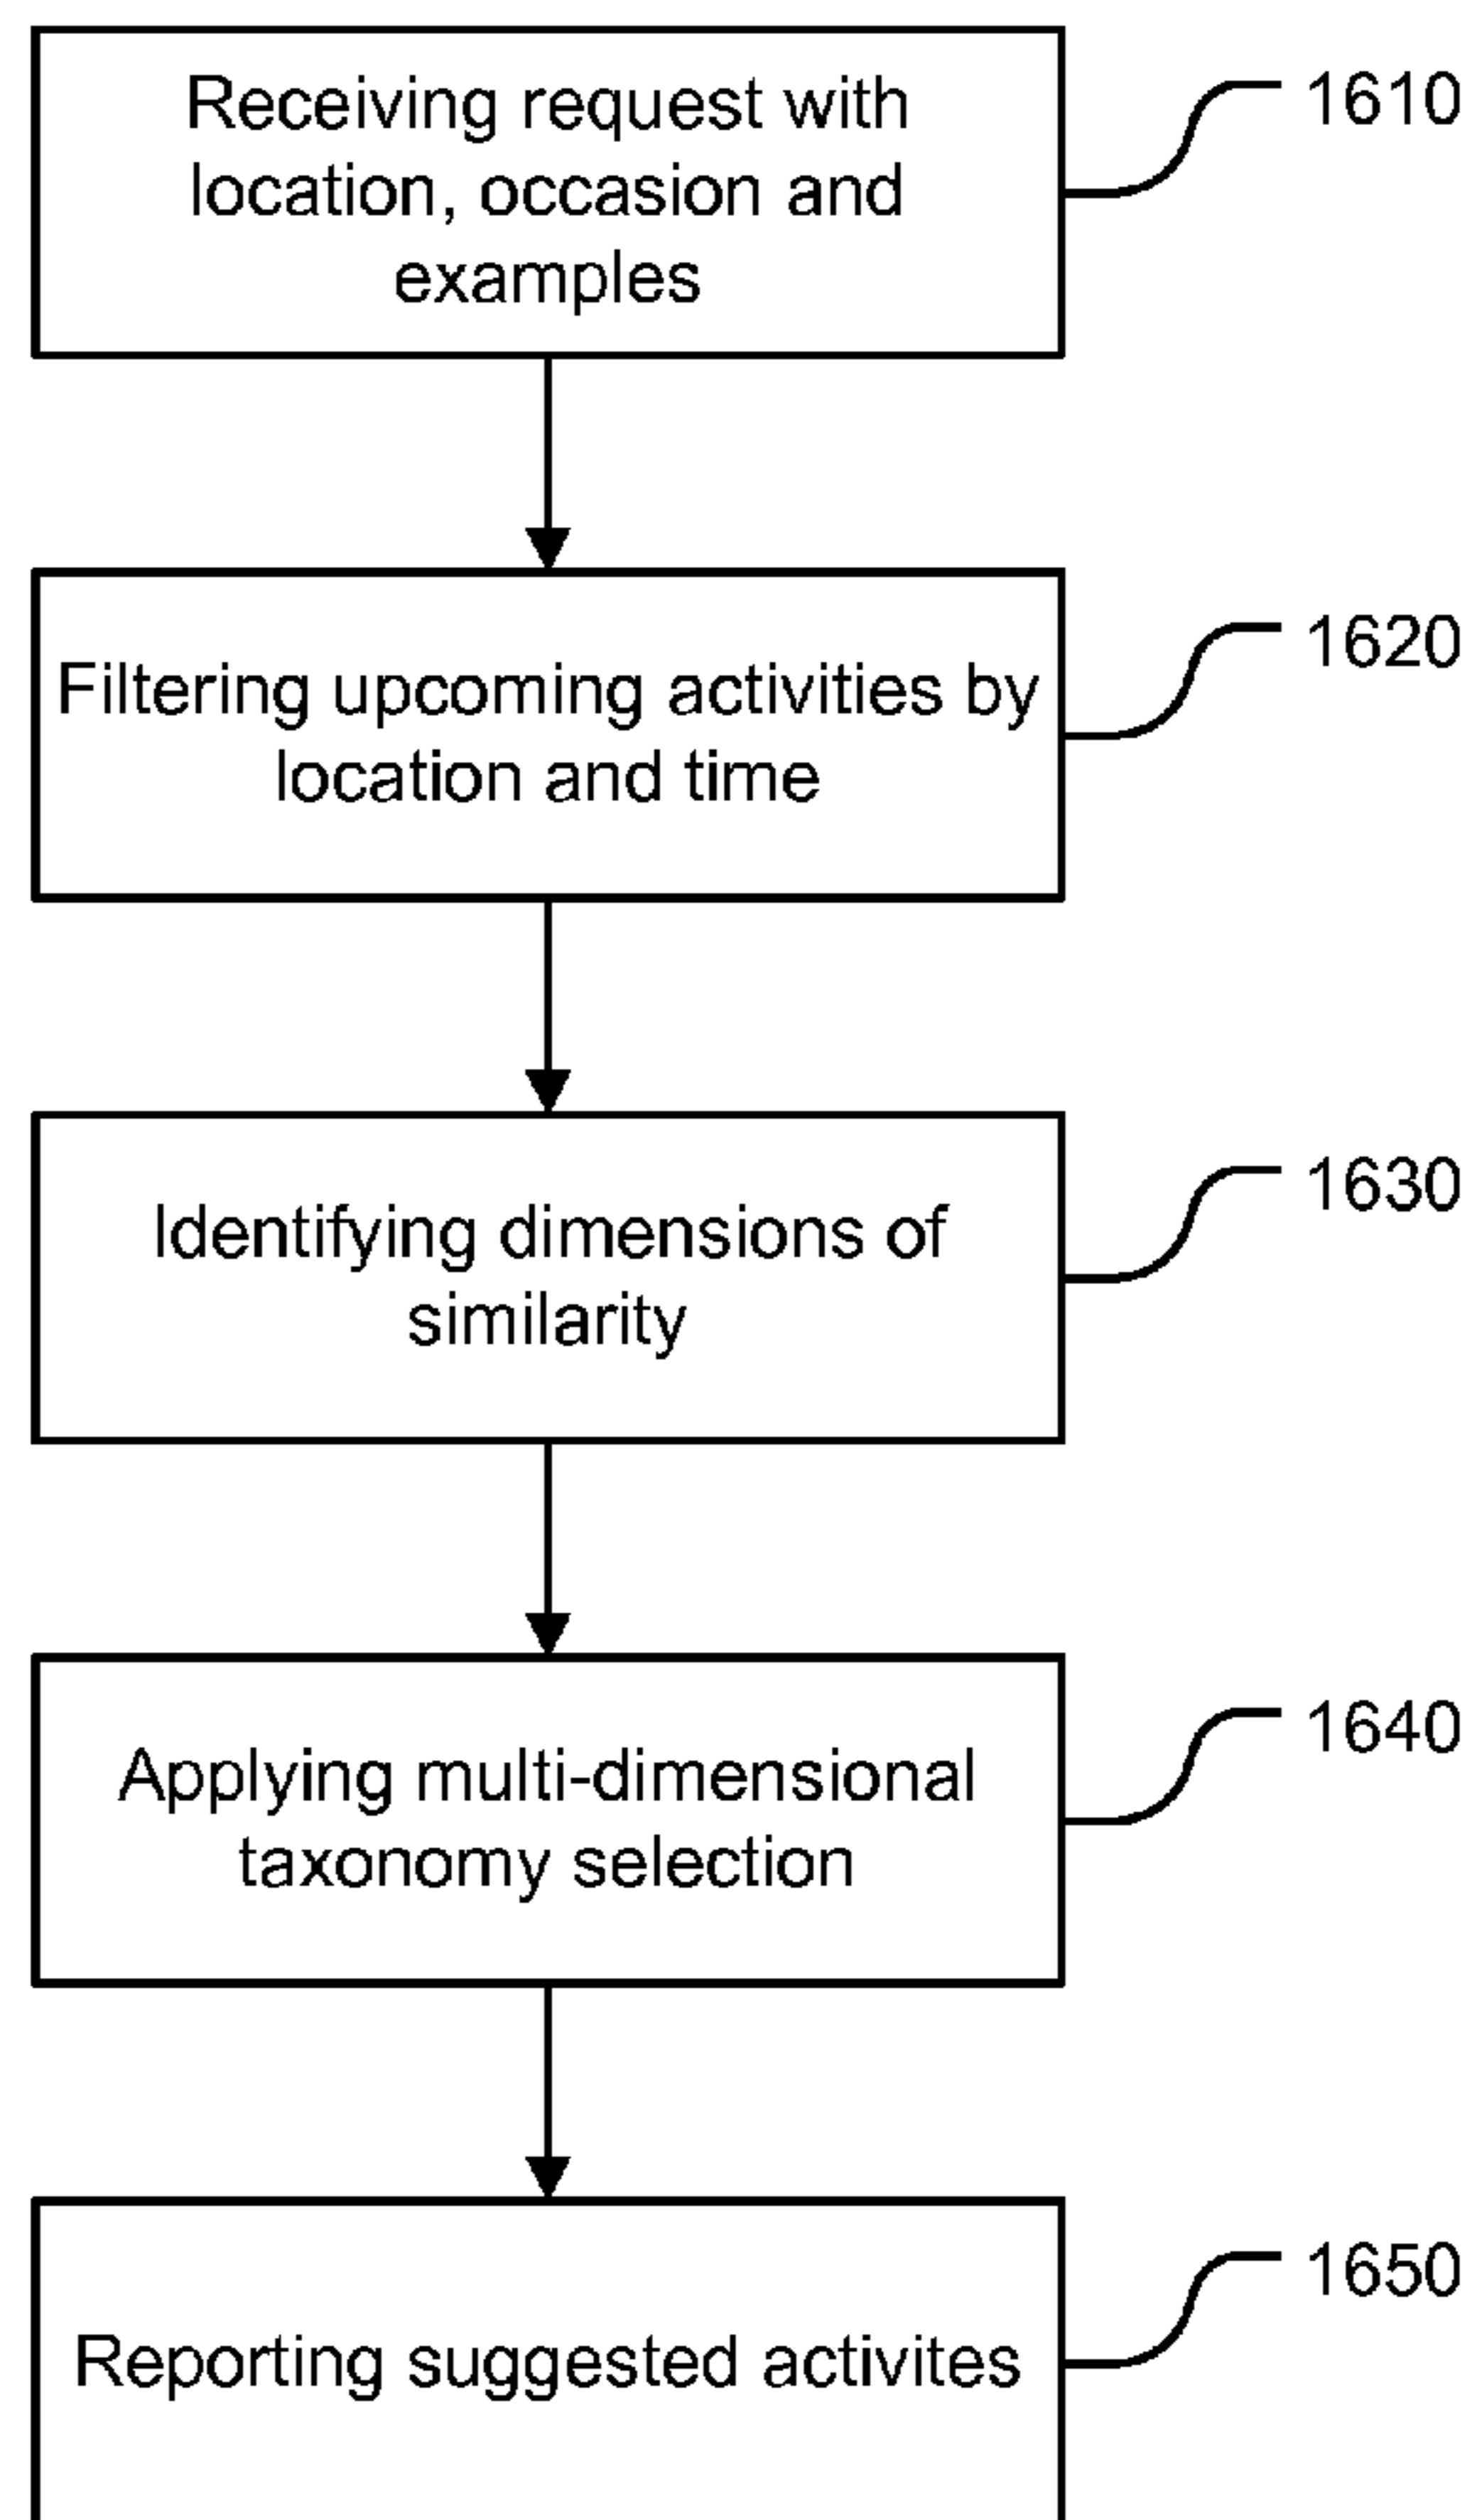 Receiving request with
location, occasion and
examples
1610
Filtering upcoming activities by
location and time
1620
Identifying dimensions of
similarity
1630
Applying multi-dimensional
taxonomy selection
1640
Reporting suggested activites
1650